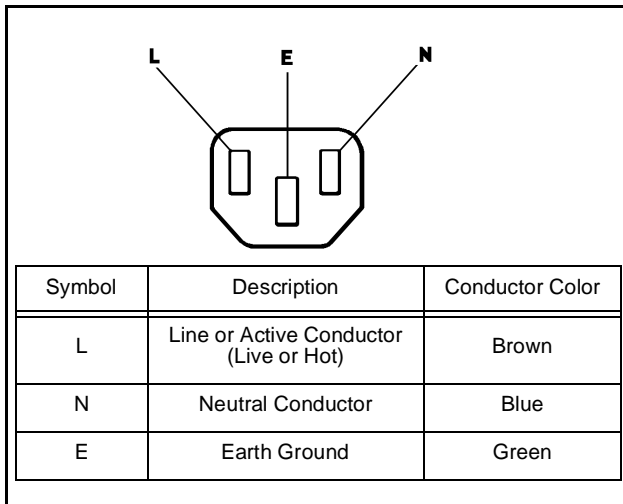 L E N
Symbol Description Conductor Color
L Line or Active Conductor (Live or Hot) Brown
N Neutral Conductor Blue
E Earth Ground Green